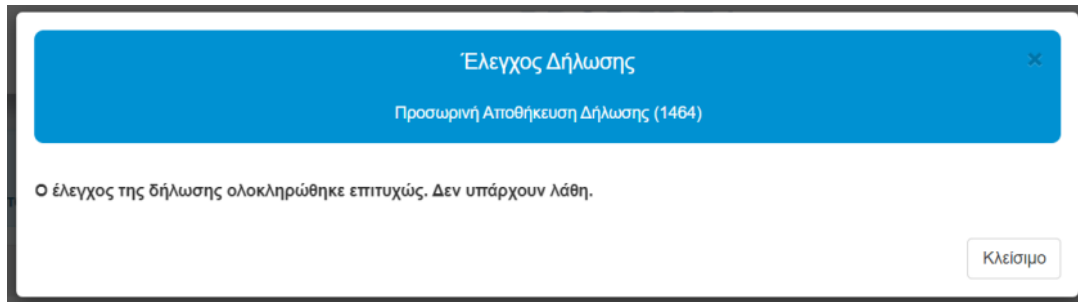 Έλεγχος Δήλωσης
×
Προσωρινή Αποθήκευση Δήλωσης (1464)
Ο έλεγχος της δήλωσης ολοκληρώθηκε επιτυχώς. Δεν υπάρχουν λάθη.
Κλείσιμο